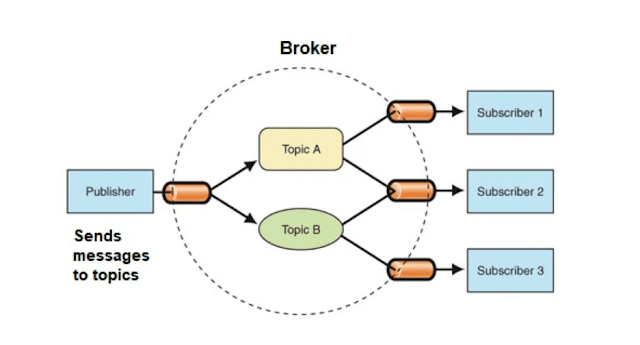 Broker
Subscriber 1
Topic A
Publisher
Subscriber 2
Sends
messages
to topics
Topic B
Subscriber 3